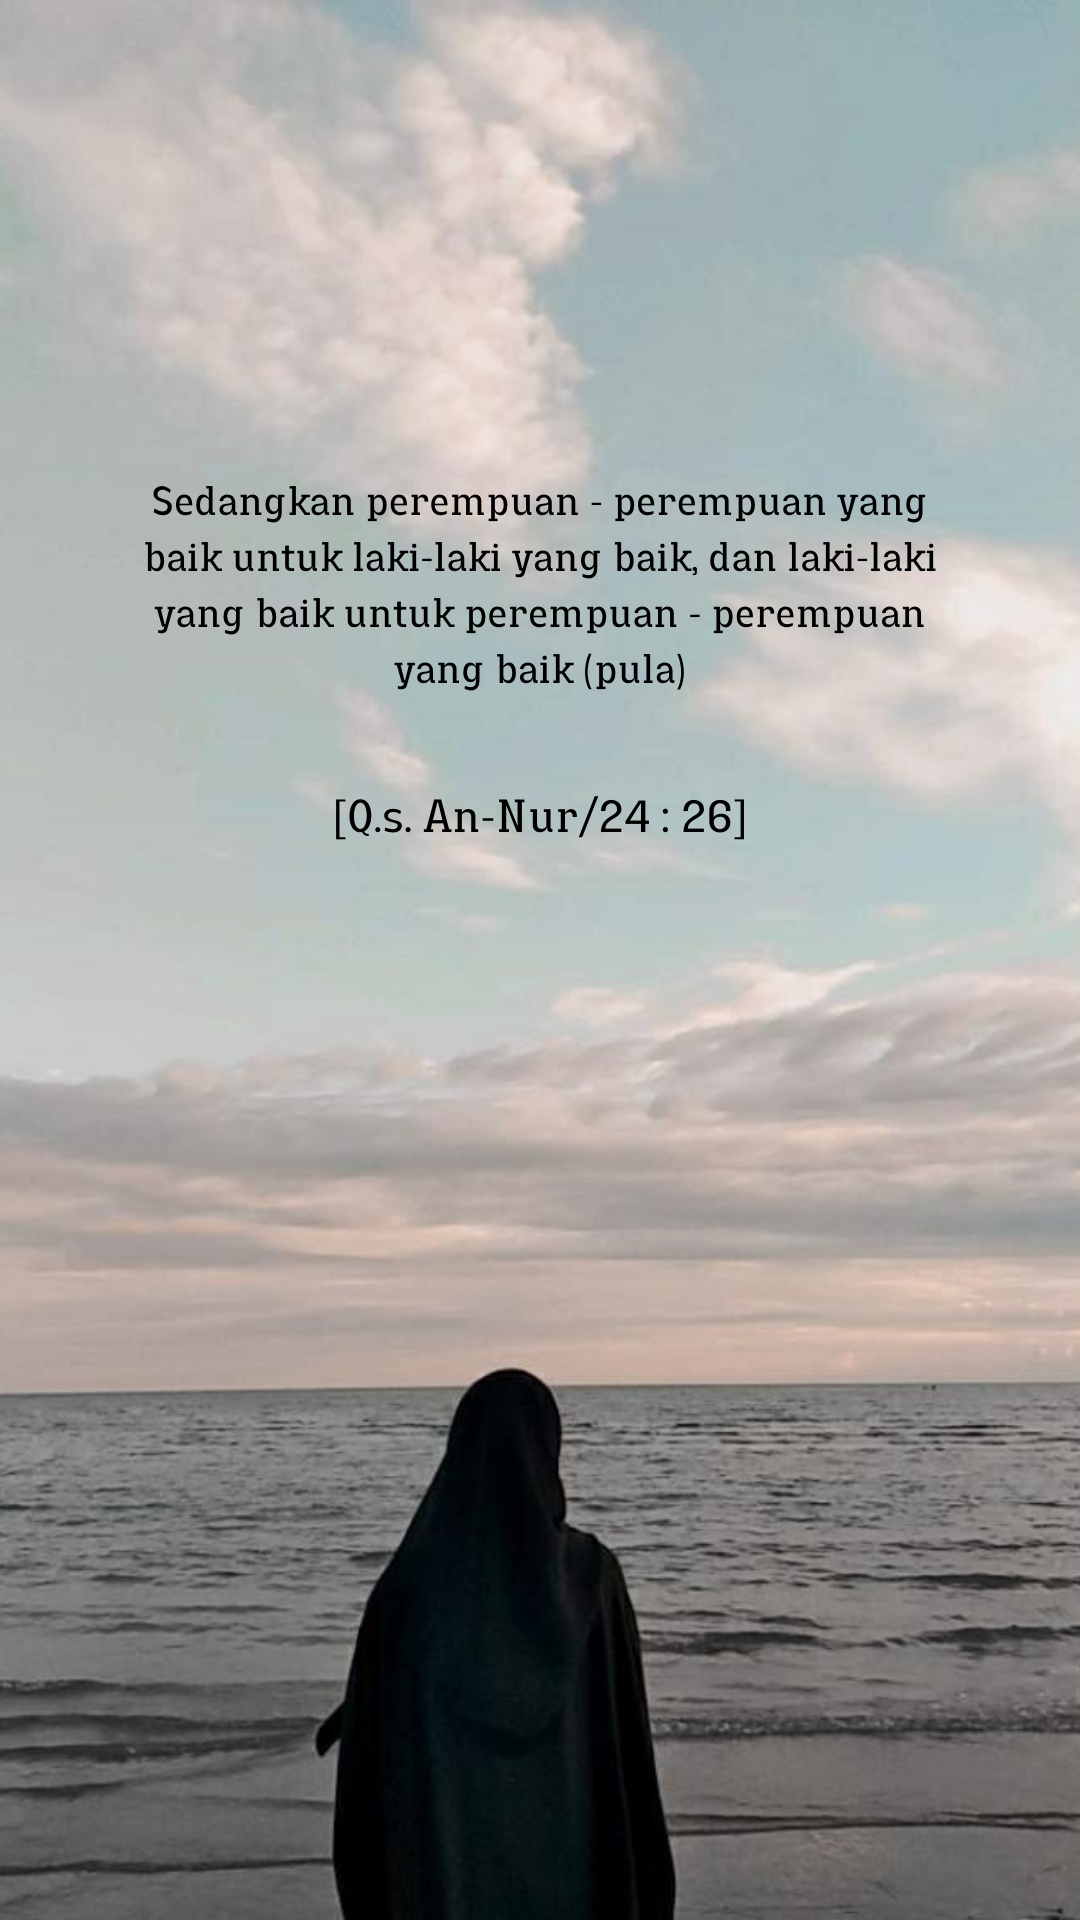 Sedangkan perempuan - perempuan yang
baik untuk laki-laki yang baik, dan laki-laki
yang baik untuk perempuan - perempuan
yang baik (pula)
[Q.s. An-Nur/24 : 26]